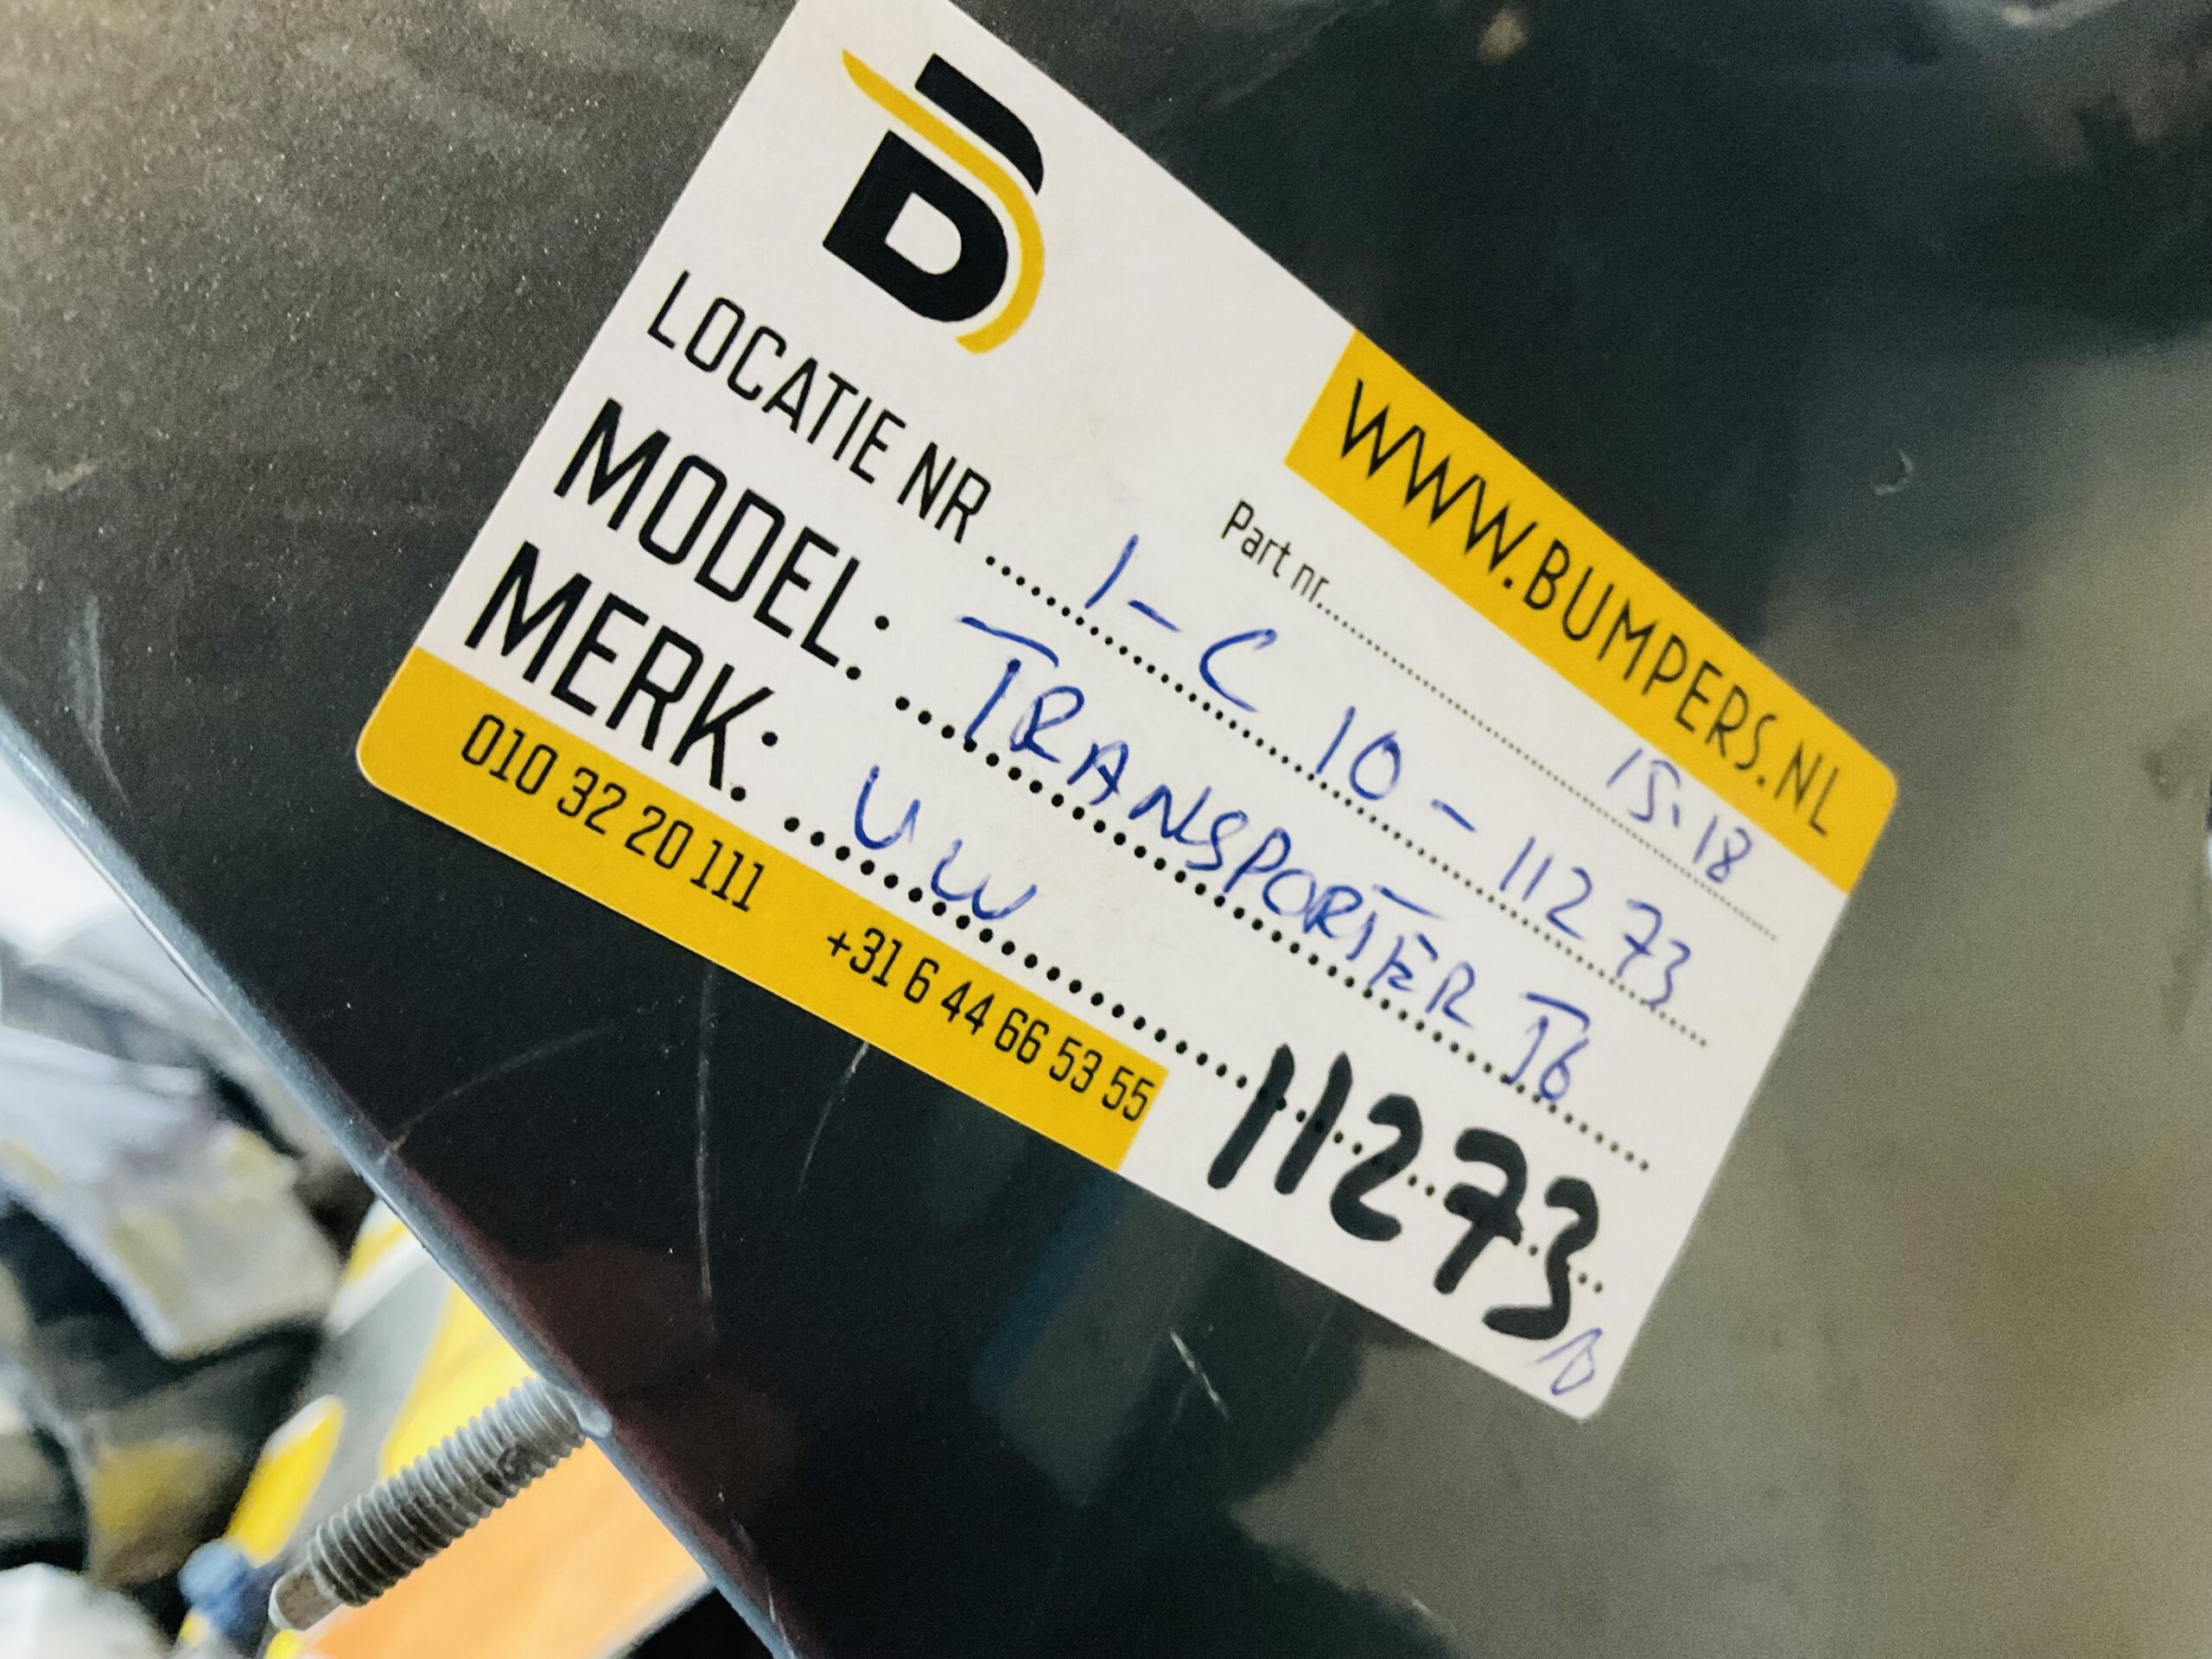 B
WWW.BUMPERS.NL
Part nr. 15.18
LOCATIE NR 1-C 10-11273
MODEL: TRANSPORTER T6
MERK: UW
11273
010 32 20 111 +31 6 44 66 53 55